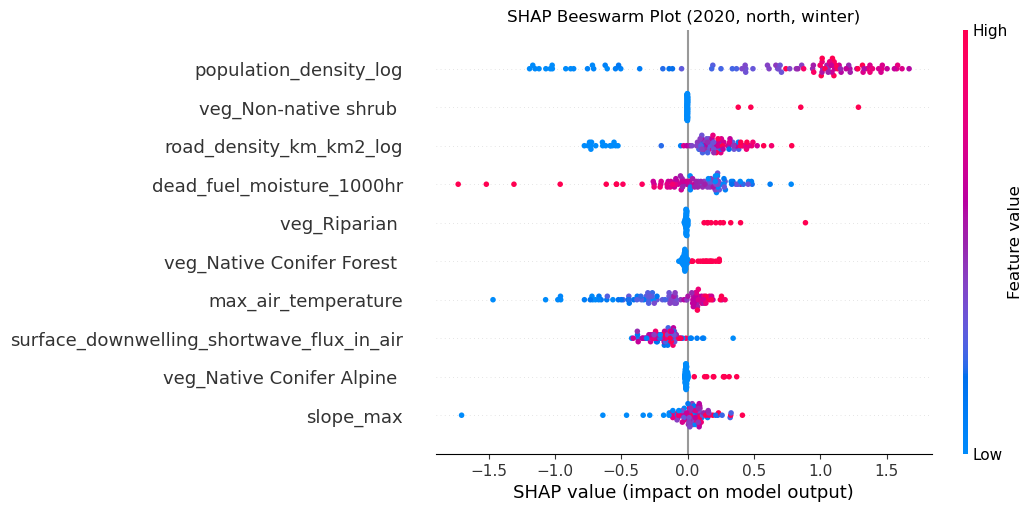 SHAP Beeswarm Plot (2020, north, winter)
population_density_log
veg_Non-native shrub
road_density_km_km2_log
dead_fuel_moisture_1000hr
veg_Riparian
veg_Native Conifer Forest
max_air_temperature
surface_downwelling_shortwave_flux_in_air
veg_Native Conifer Alpine
slope_max
−1.5 −1.0 −0.5 0.0 0.5 1.0 1.5
SHAP value (impact on model output)
High
Feature value
Low